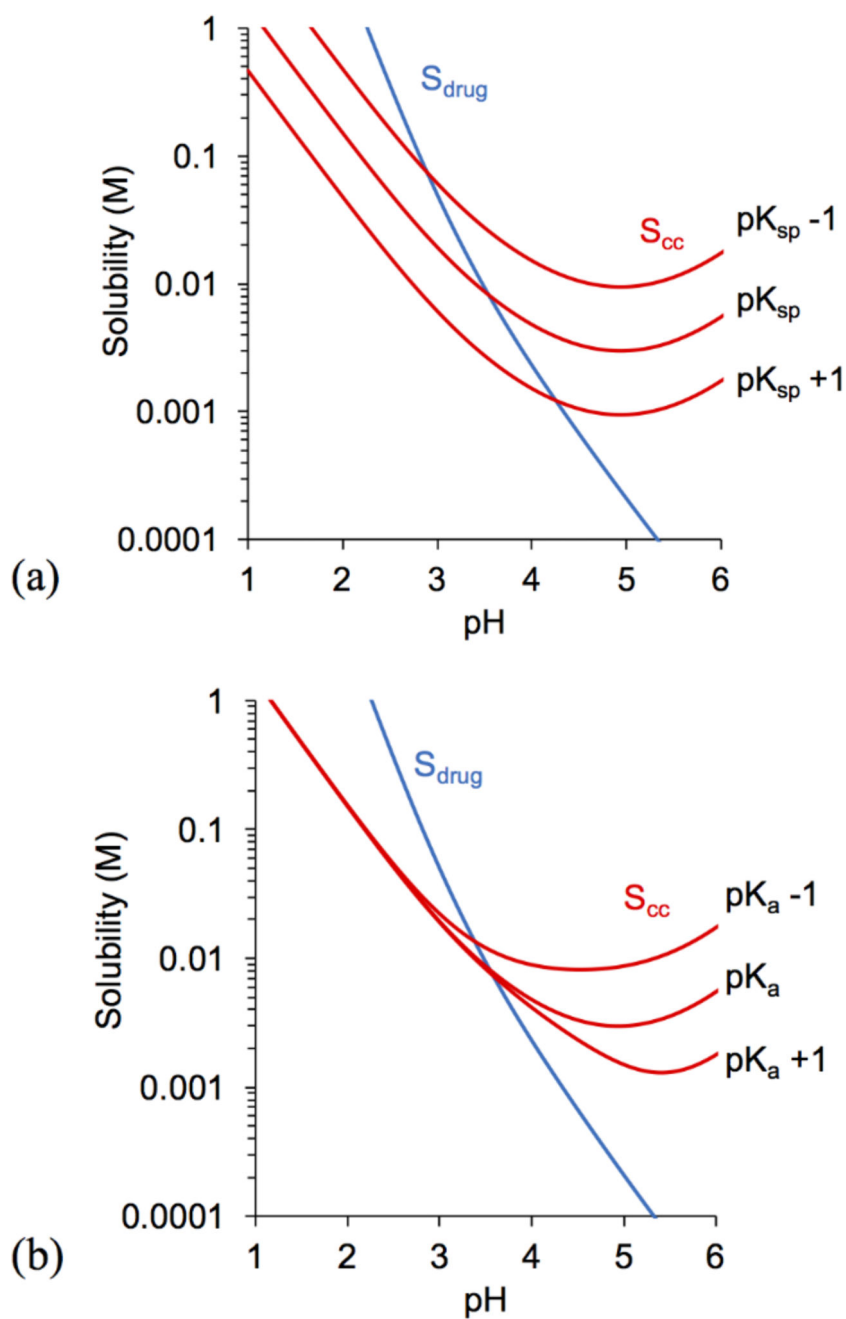 1
S_drug
0.1
Solubility (M)
S_cc
pK_sp -1
0.01
pK_sp
0.001
pK_sp +1
0.0001
(a)
1 2 3 4 5 6
pH
1
S_drug
0.1
Solubility (M)
S_cc
pK_a -1
0.01
pK_a
0.001
pK_a +1
0.0001
(b)
1 2 3 4 5 6
pH